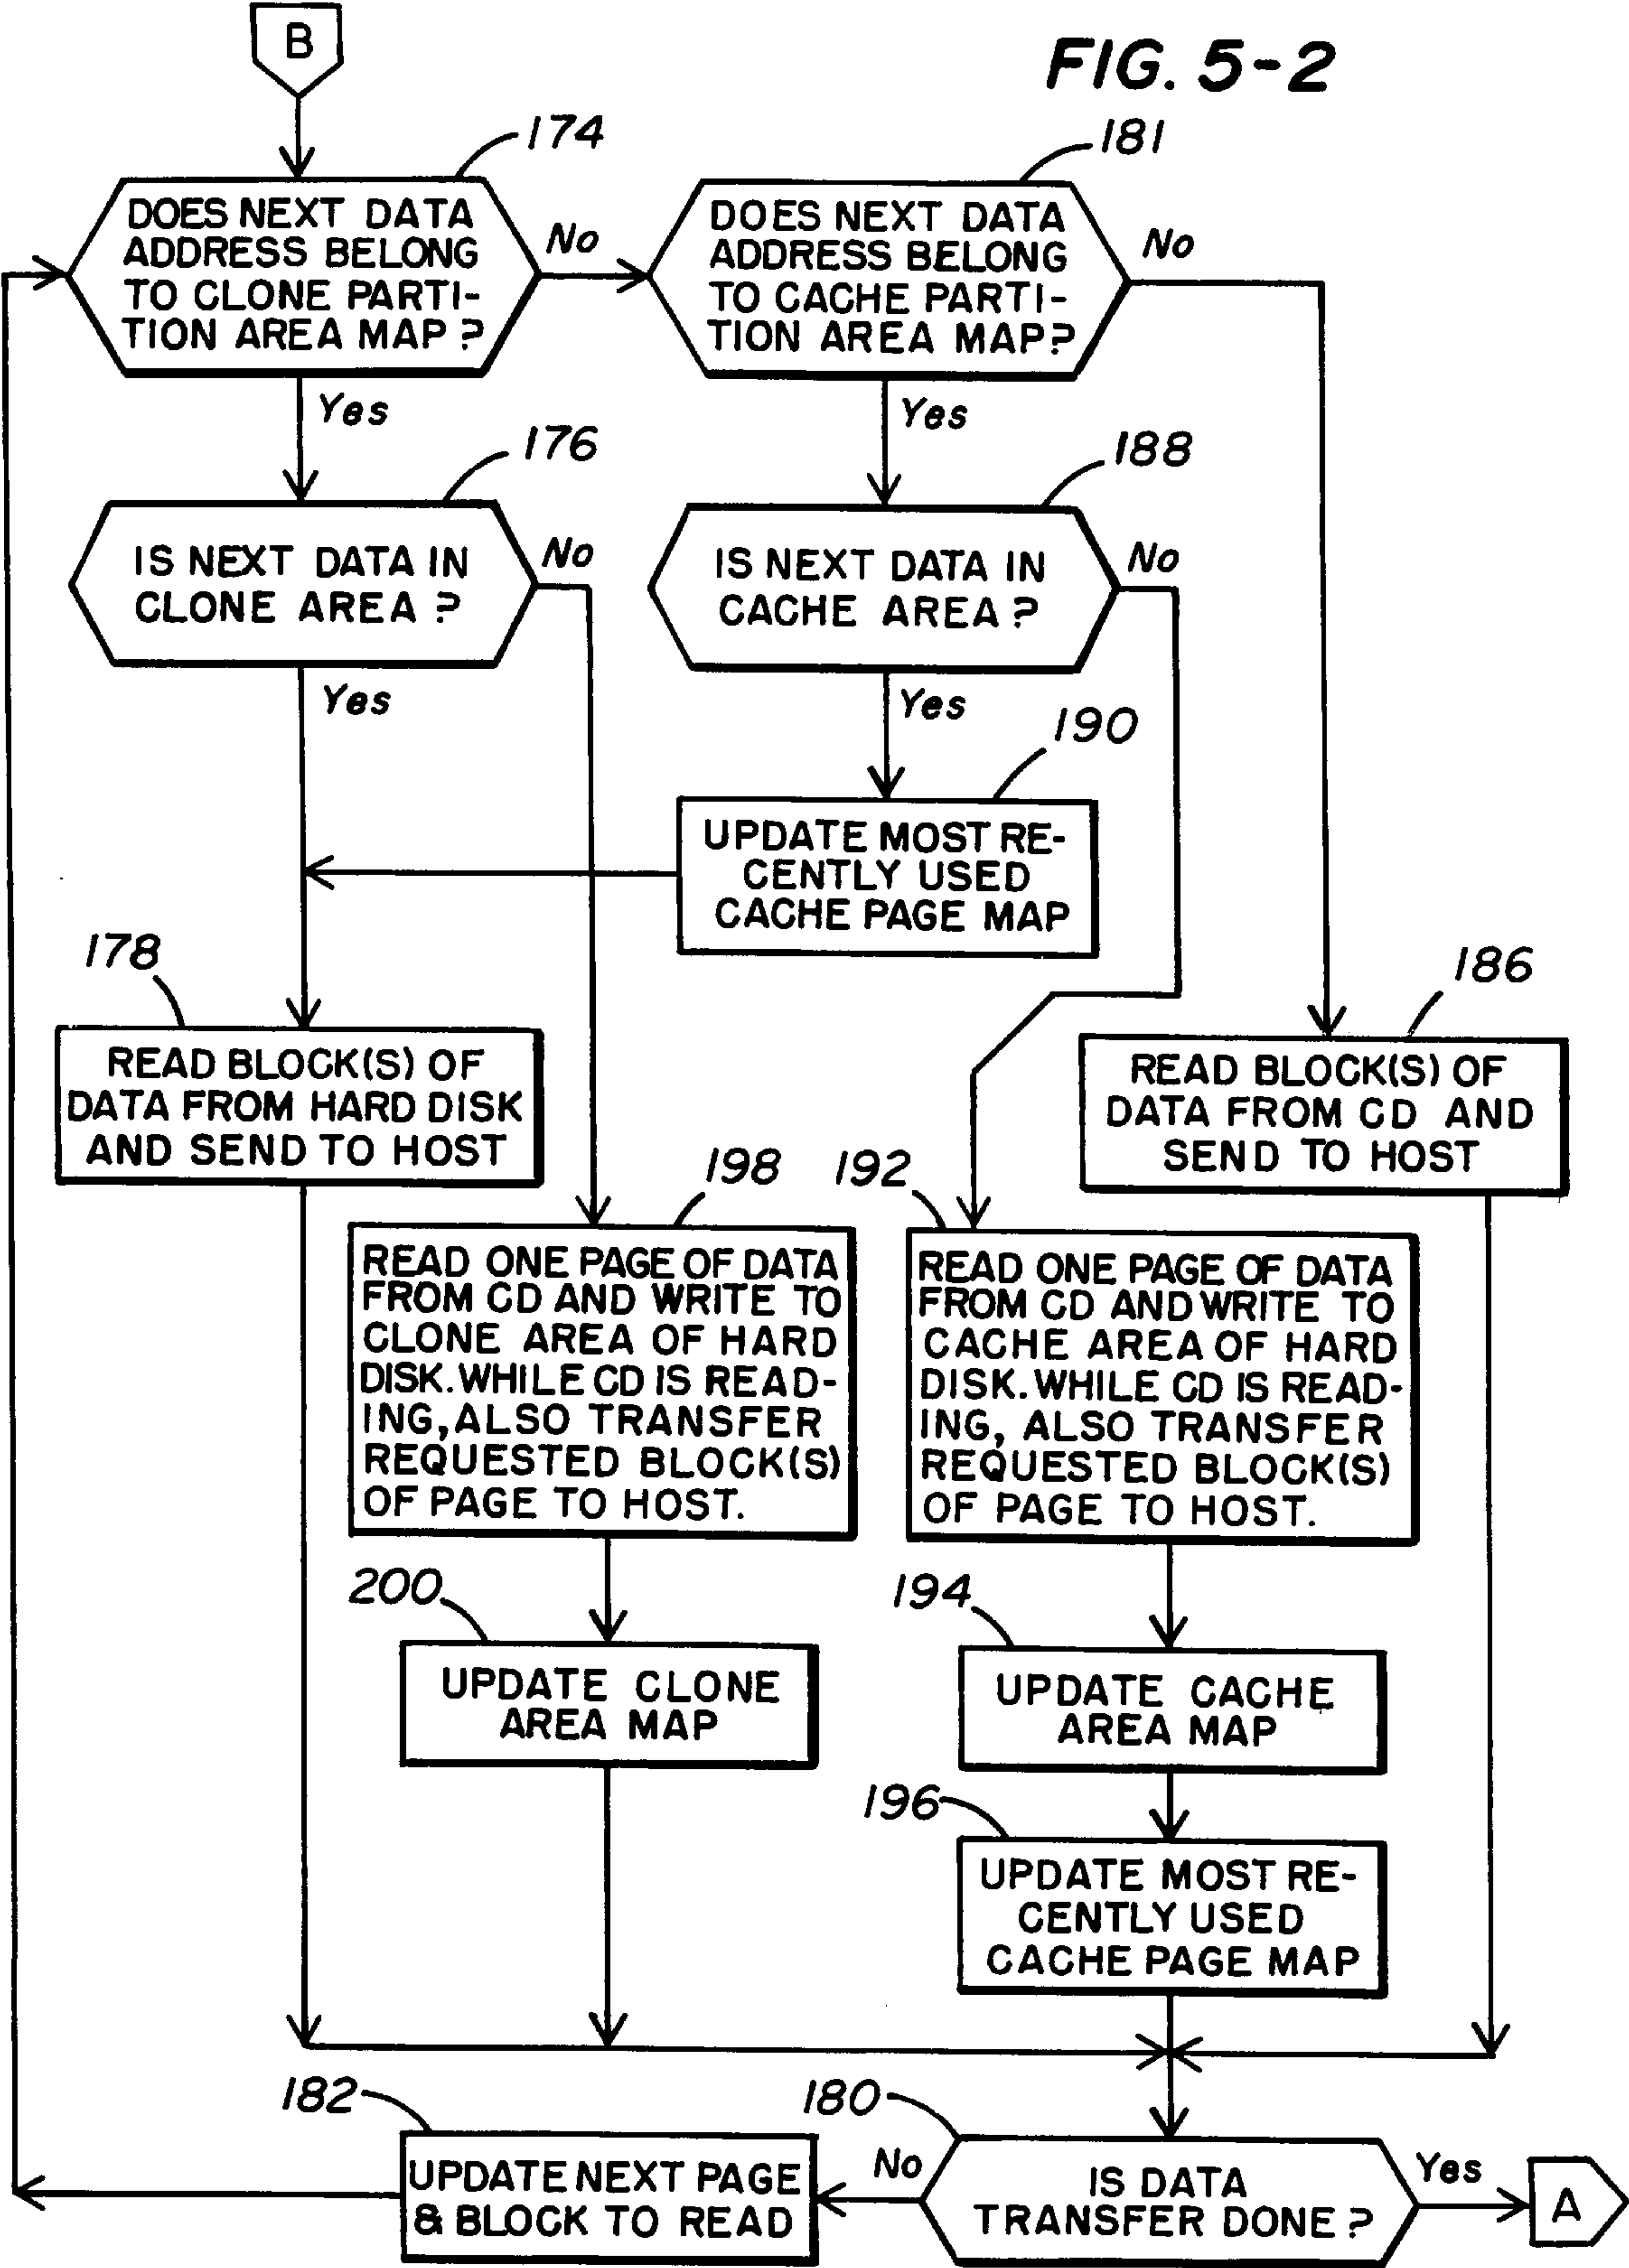 B
FIG. 5-2
174
181
DOES NEXT DATA
ADDRESS BELONG
TO CLONE PARTI-
TION AREA MAP?
No
DOES NEXT DATA
ADDRESS BELONG
TO CACHE PARTI-
TION AREA MAP?
No
Yes
Yes
176
188
IS NEXT DATA IN
CLONE AREA?
No
IS NEXT DATA IN
CACHE AREA?
No
Yes
Yes
190
UPDATE MOST RE-
CENTLY USED
CACHE PAGE MAP
178
186
READ BLOCK(S) OF
DATA FROM HARD DISK
AND SEND TO HOST
READ BLOCK(S) OF
DATA FROM CD AND
SEND TO HOST
198
192
READ ONE PAGE OF DATA
FROM CD AND WRITE TO
CLONE AREA OF HARD
DISK. WHILE CD IS READ-
ING, ALSO TRANSFER
REQUESTED BLOCK(S)
OF PAGE TO HOST.
READ ONE PAGE OF DATA
FROM CD AND WRITE TO
CACHE AREA OF HARD
DISK. WHILE CD IS READ-
ING, ALSO TRANSFER
REQUESTED BLOCK(S)
OF PAGE TO HOST.
200
194
UPDATE CLONE
AREA MAP
UPDATE CACHE
AREA MAP
196
UPDATE MOST RE-
CENTLY USED
CACHE PAGE MAP
182
180
UPDATE NEXT PAGE
& BLOCK TO READ
No
IS DATA
TRANSFER DONE?
Yes
A